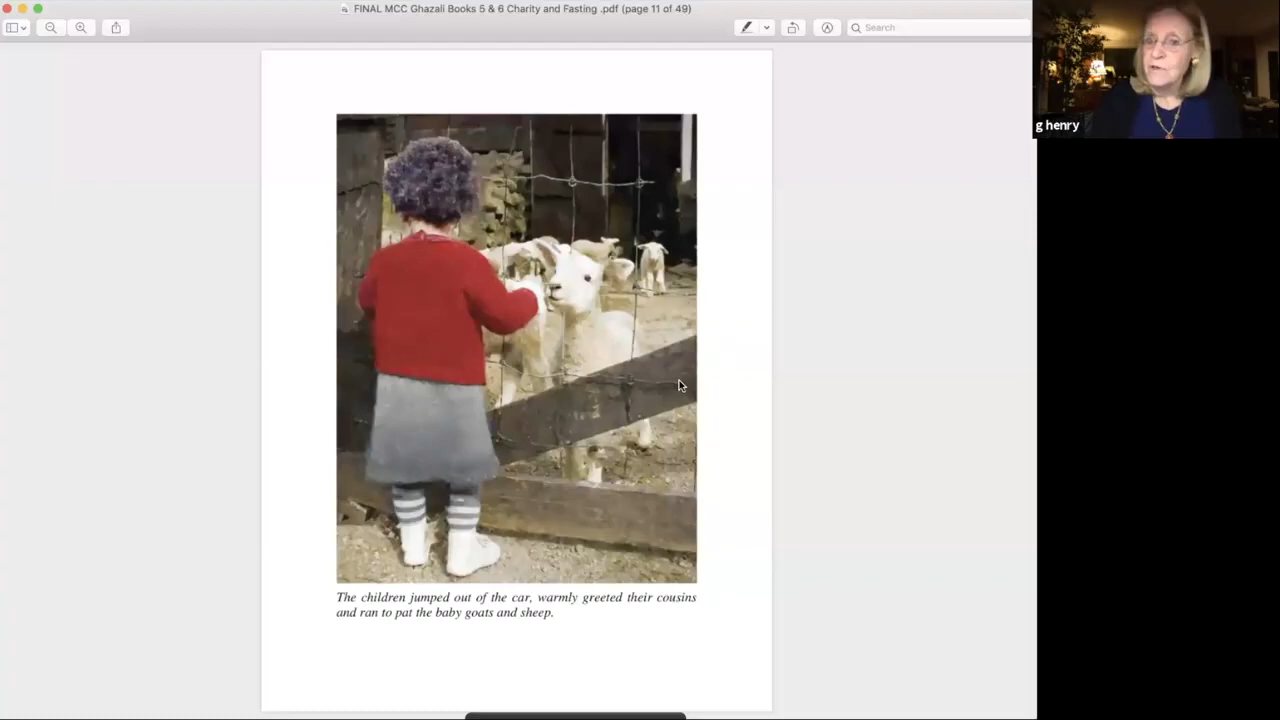 FINAL MCC Ghazali Books 5 & 6 Charity and Fasting .pdf (page 11 of 49)
Search
g henry
The children jumped out of the car, warmly greeted their cousins
and ran to pat the baby goats and sheep.